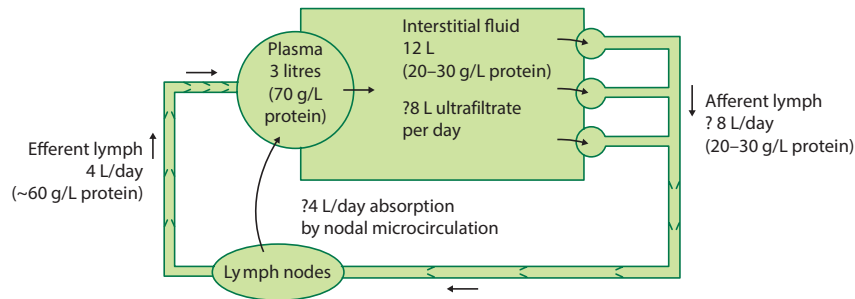 Plasma
3 litres
(70 g/L
protein)
Interstitial fluid
12 L
(20–30 g/L protein)
?8 L ultrafiltrate
per day
Afferent lymph
? 8 L/day
(20–30 g/L protein)
Efferent lymph
4 L/day
(~60 g/L protein)
?4 L/day absorption
by nodal microcirculation
Lymph nodes